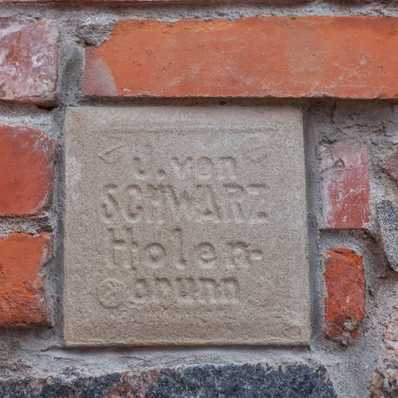 J. von
SCHWARZ
Holen-
brunn